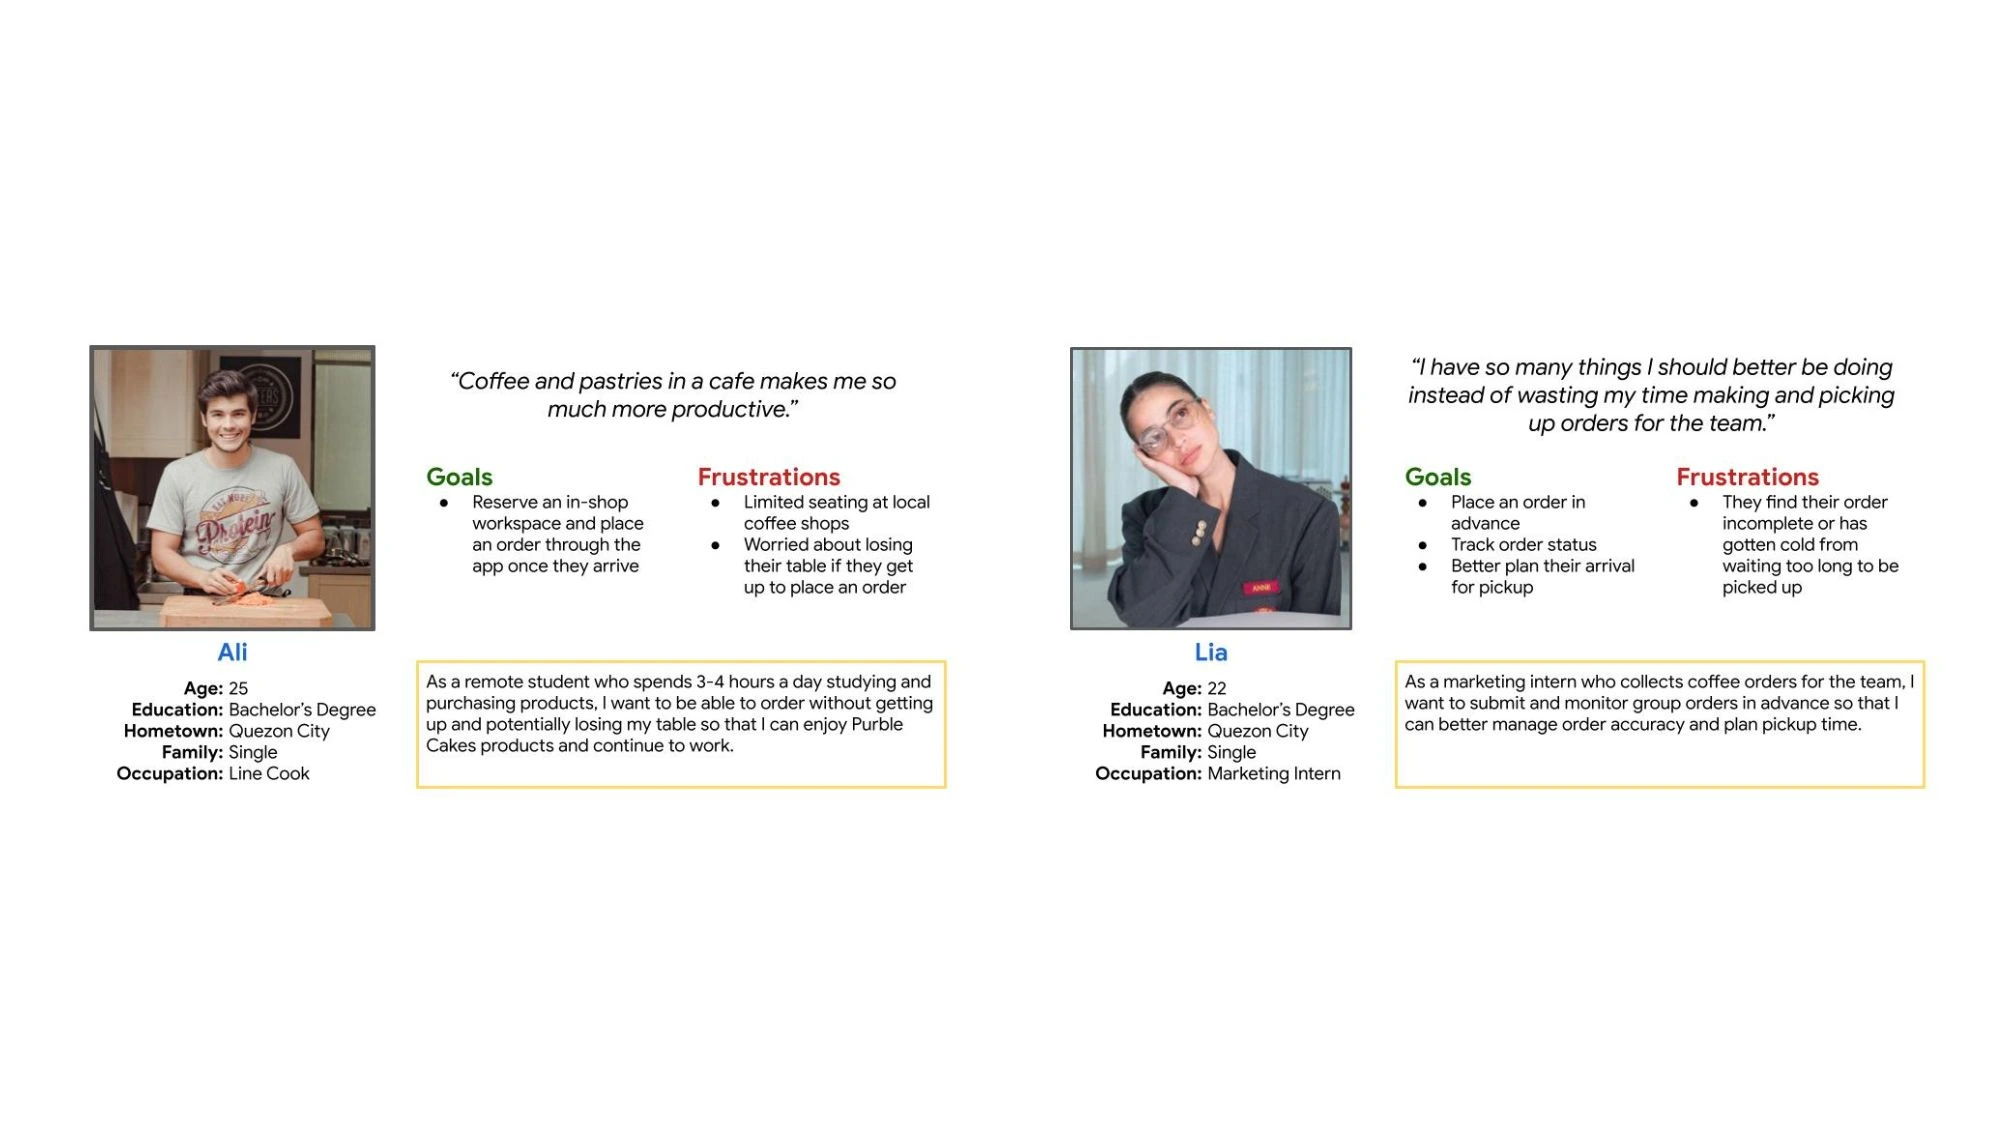 “Coffee and pastries in a cafe makes me so
much more productive.”
Goals
● Reserve an in-shop
workspace and place
an order through the
app once they arrive
Frustrations
● Limited seating at local
coffee shops
● Worried about losing
their table if they get
up to place an order
Protein
Ali
Age: 25
Education: Bachelor’s Degree
Hometown: Quezon City
Family: Single
Occupation: Line Cook
As a remote student who spends 3-4 hours a day studying and
purchasing products, I want to be able to order without getting
up and potentially losing my table so that I can enjoy Purble
Cakes products and continue to work.
“I have so many things I should better be doing
instead of wasting my time making and picking
up orders for the team.”
Goals
● Place an order in
advance
● Track order status
● Better plan their arrival
for pickup
Frustrations
● They find their order
incomplete or has
gotten cold from
waiting too long to be
picked up
ANNE
Lia
Age: 22
Education: Bachelor’s Degree
Hometown: Quezon City
Family: Single
Occupation: Marketing Intern
As a marketing intern who collects coffee orders for the team, I
want to submit and monitor group orders in advance so that I
can better manage order accuracy and plan pickup time.